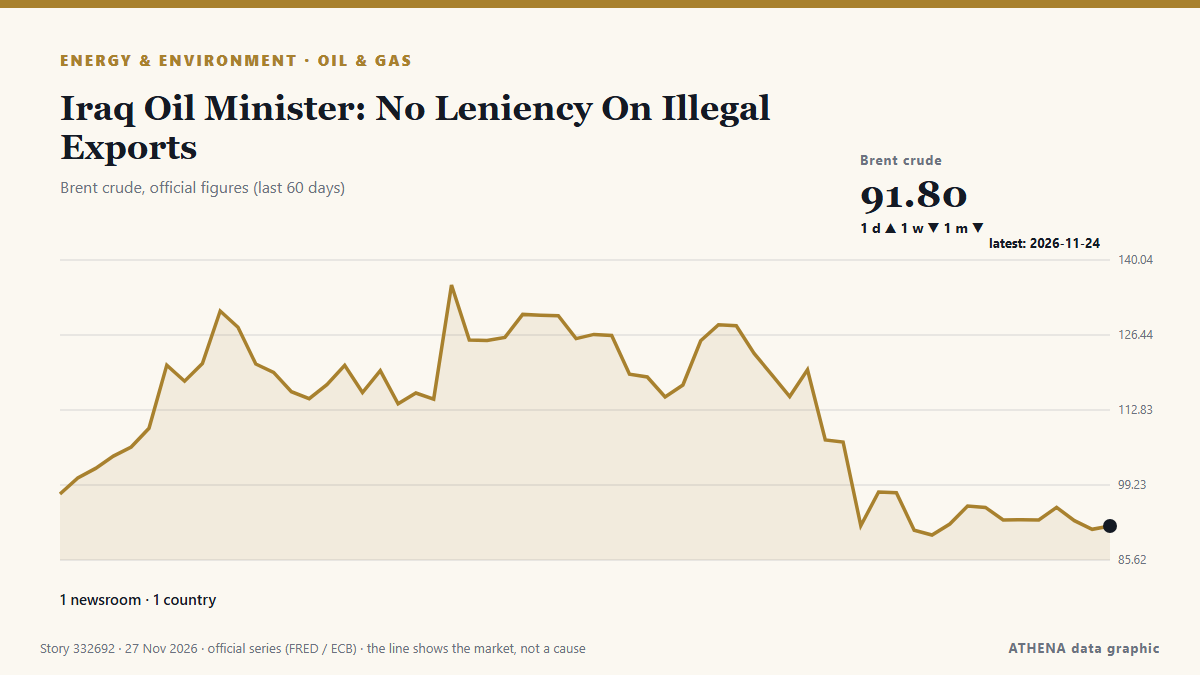 ENERGY & ENVIRONMENT · OIL & GAS
Iraq Oil Minister: No Leniency On Illegal
Exports
Brent crude, official figures (last 60 days)
Brent crude
91.80
1 d ▲ 1 w ▼ 1 m ▼
latest: 2026-11-24
140.04
126.44
112.83
99.23
85.62
1 newsroom · 1 country
Story 332692 · 27 Nov 2026 · official series (FRED / ECB) · the line shows the market, not a cause
ATHENA data graphic